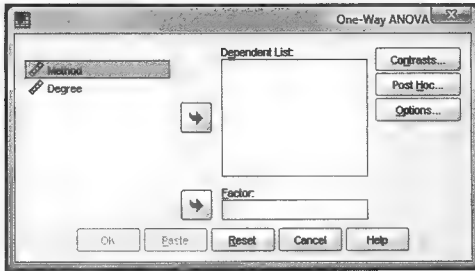 One-Way ANOVA
Method
Degree
Dependent List:
Contrasts...
Post Hoc...
Options...
Factor:
Ok
Paste
Reset
Cancel
Help